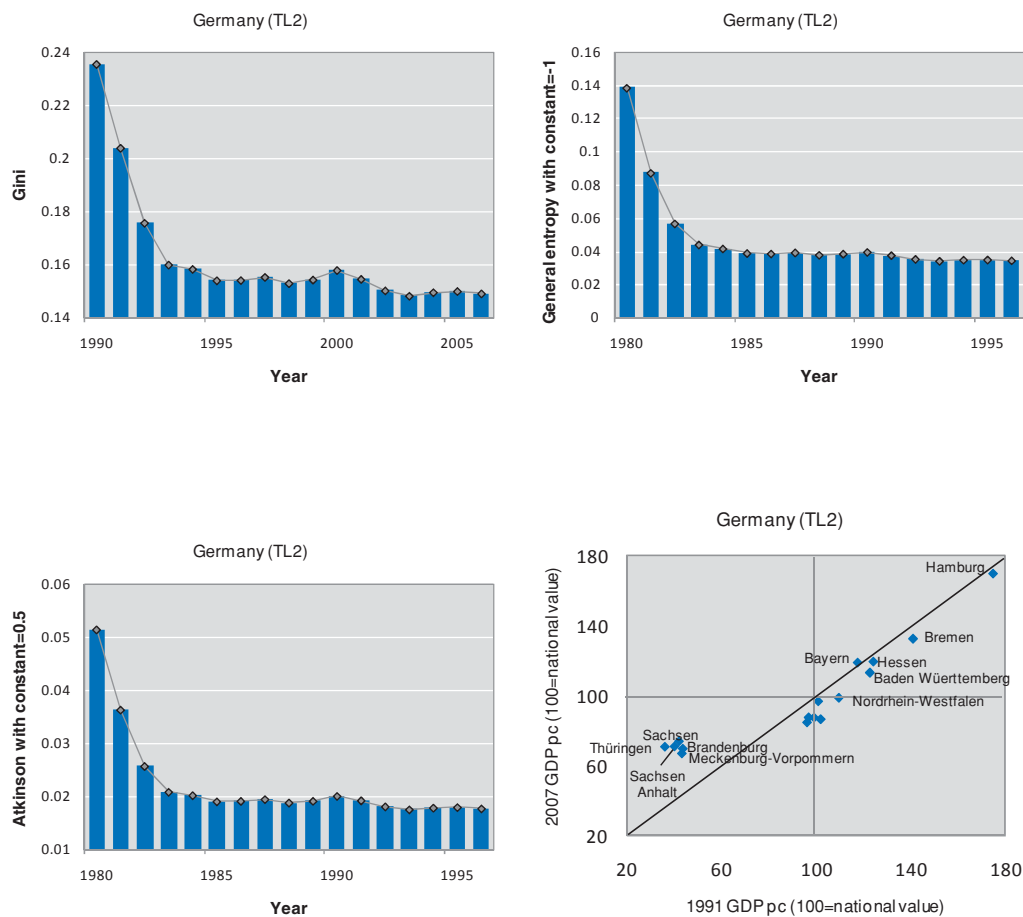 Germany (TL2)
Gini
0.24
0.22
0.2
0.18
0.16
0.14
1990
1995
2000
2005
Year
Germany (TL2)
General entropy with constant=-1
0.16
0.14
0.12
0.1
0.08
0.06
0.04
0.02
0
1980
1985
1990
1995
Year
Germany (TL2)
Atkinson with constant=0.5
0.06
0.05
0.04
0.03
0.02
0.01
1980
1985
1990
1995
Year
Germany (TL2)
2007 GDP pc (100=national value)
180
140
100
60
20
Hamburg
Bremen
Bayern
Hessen
Baden Wüerttemberg
Nordrhein-Westfalen
Sachsen
Thüringen
Brandenburg
Meckenburg-Vorpommern
Sachsen
Anhalt
20
60
100
140
180
1991 GDP pc (100=national value)